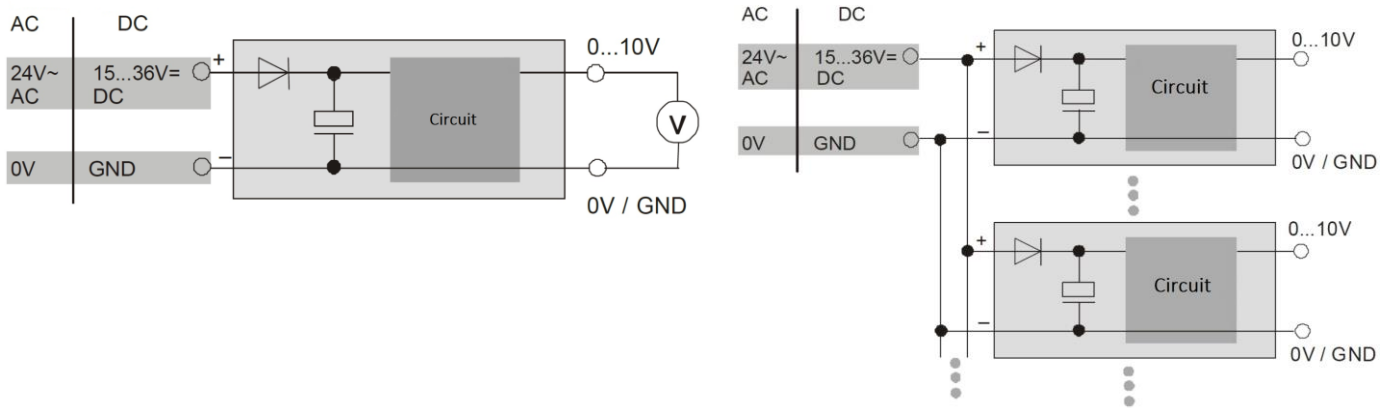 AC DC
24V~ 15...36V= +
AC DC
Circuit
0V GND –
0...10V
V
0V / GND
AC DC
24V~ 15...36V=
AC DC
0V GND
+
Circuit
–
0...10V
0V / GND
+
Circuit
–
0...10V
0V / GND